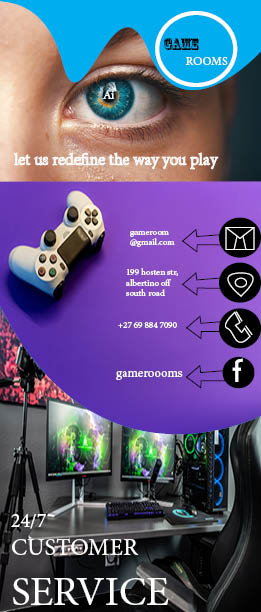 GAME
ROOMS
AI
let us redefine the way you play
gameroom
@gmail.com
199 hosten str,
albertino off
south road
+27 69 884 7090
gameroooms
f
24/7
CUSTOMER
SERVICE